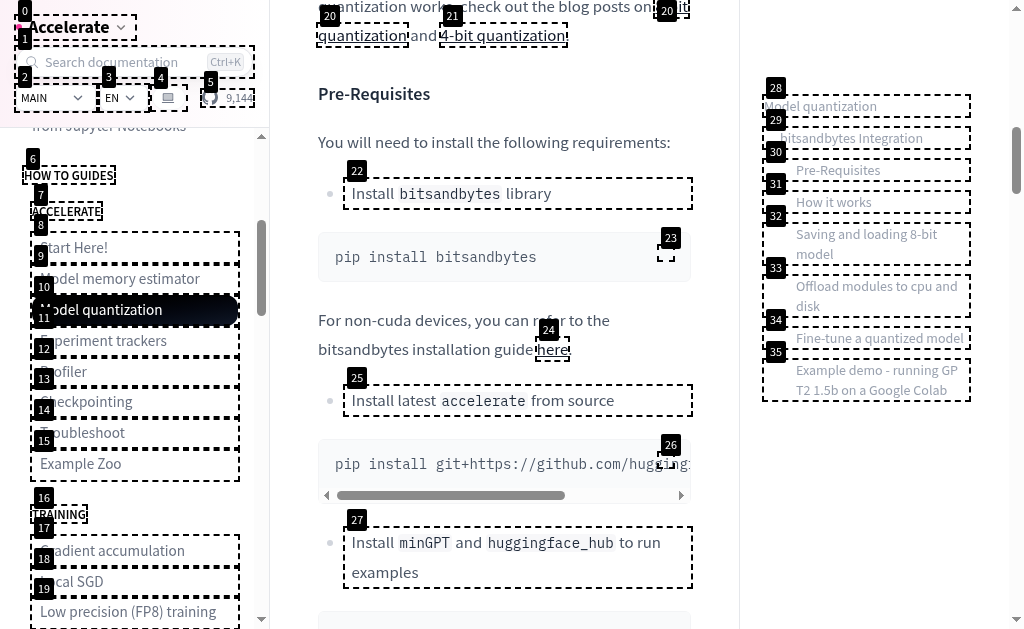 0
Accelerate
1
Search documentation Ctrl+K
2 3 4 5
MAIN EN 9,144
from Jupyter Notebooks
6
HOW TO GUIDES
7
ACCELERATE
8
Start Here!
9
Model memory estimator
10
Model quantization
11
Experiment trackers
12
Profiler
13
Checkpointing
14
Troubleshoot
15
Example Zoo
16
TRAINING
17
Gradient accumulation
18
Local SGD
19
Low precision (FP8) training
quantization works, check out the blog posts on
20 21 20
quantization and 4-bit quantization.
Pre-Requisites
You will need to install the following requirements:
22
Install bitsandbytes library
23
pip install bitsandbytes
For non-cuda devices, you can refer to the
24
bitsandbytes installation guide here.
25
Install latest accelerate from source
26
pip install git+https://github.com/huggingf
27
Install minGPT and huggingface_hub to run
examples
28
Model quantization
29
bitsandbytes Integration
30
Pre-Requisites
31
How it works
32
Saving and loading 8-bit
model
33
Offload modules to cpu and
disk
34
Fine-tune a quantized model
35
Example demo - running GP
T2 1.5b on a Google Colab